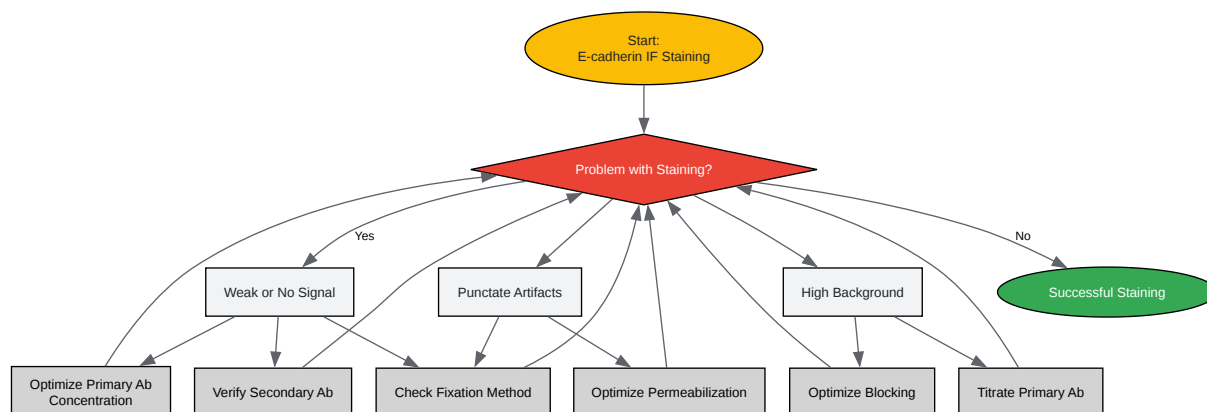 Start:
E-cadherin IF Staining
Problem with Staining?
Yes
No
Weak or No Signal
Punctate Artifacts
High Background
Successful Staining
Optimize Primary Ab
Concentration
Verify Secondary Ab
Check Fixation Method
Optimize Permeabilization
Optimize Blocking
Titrate Primary Ab